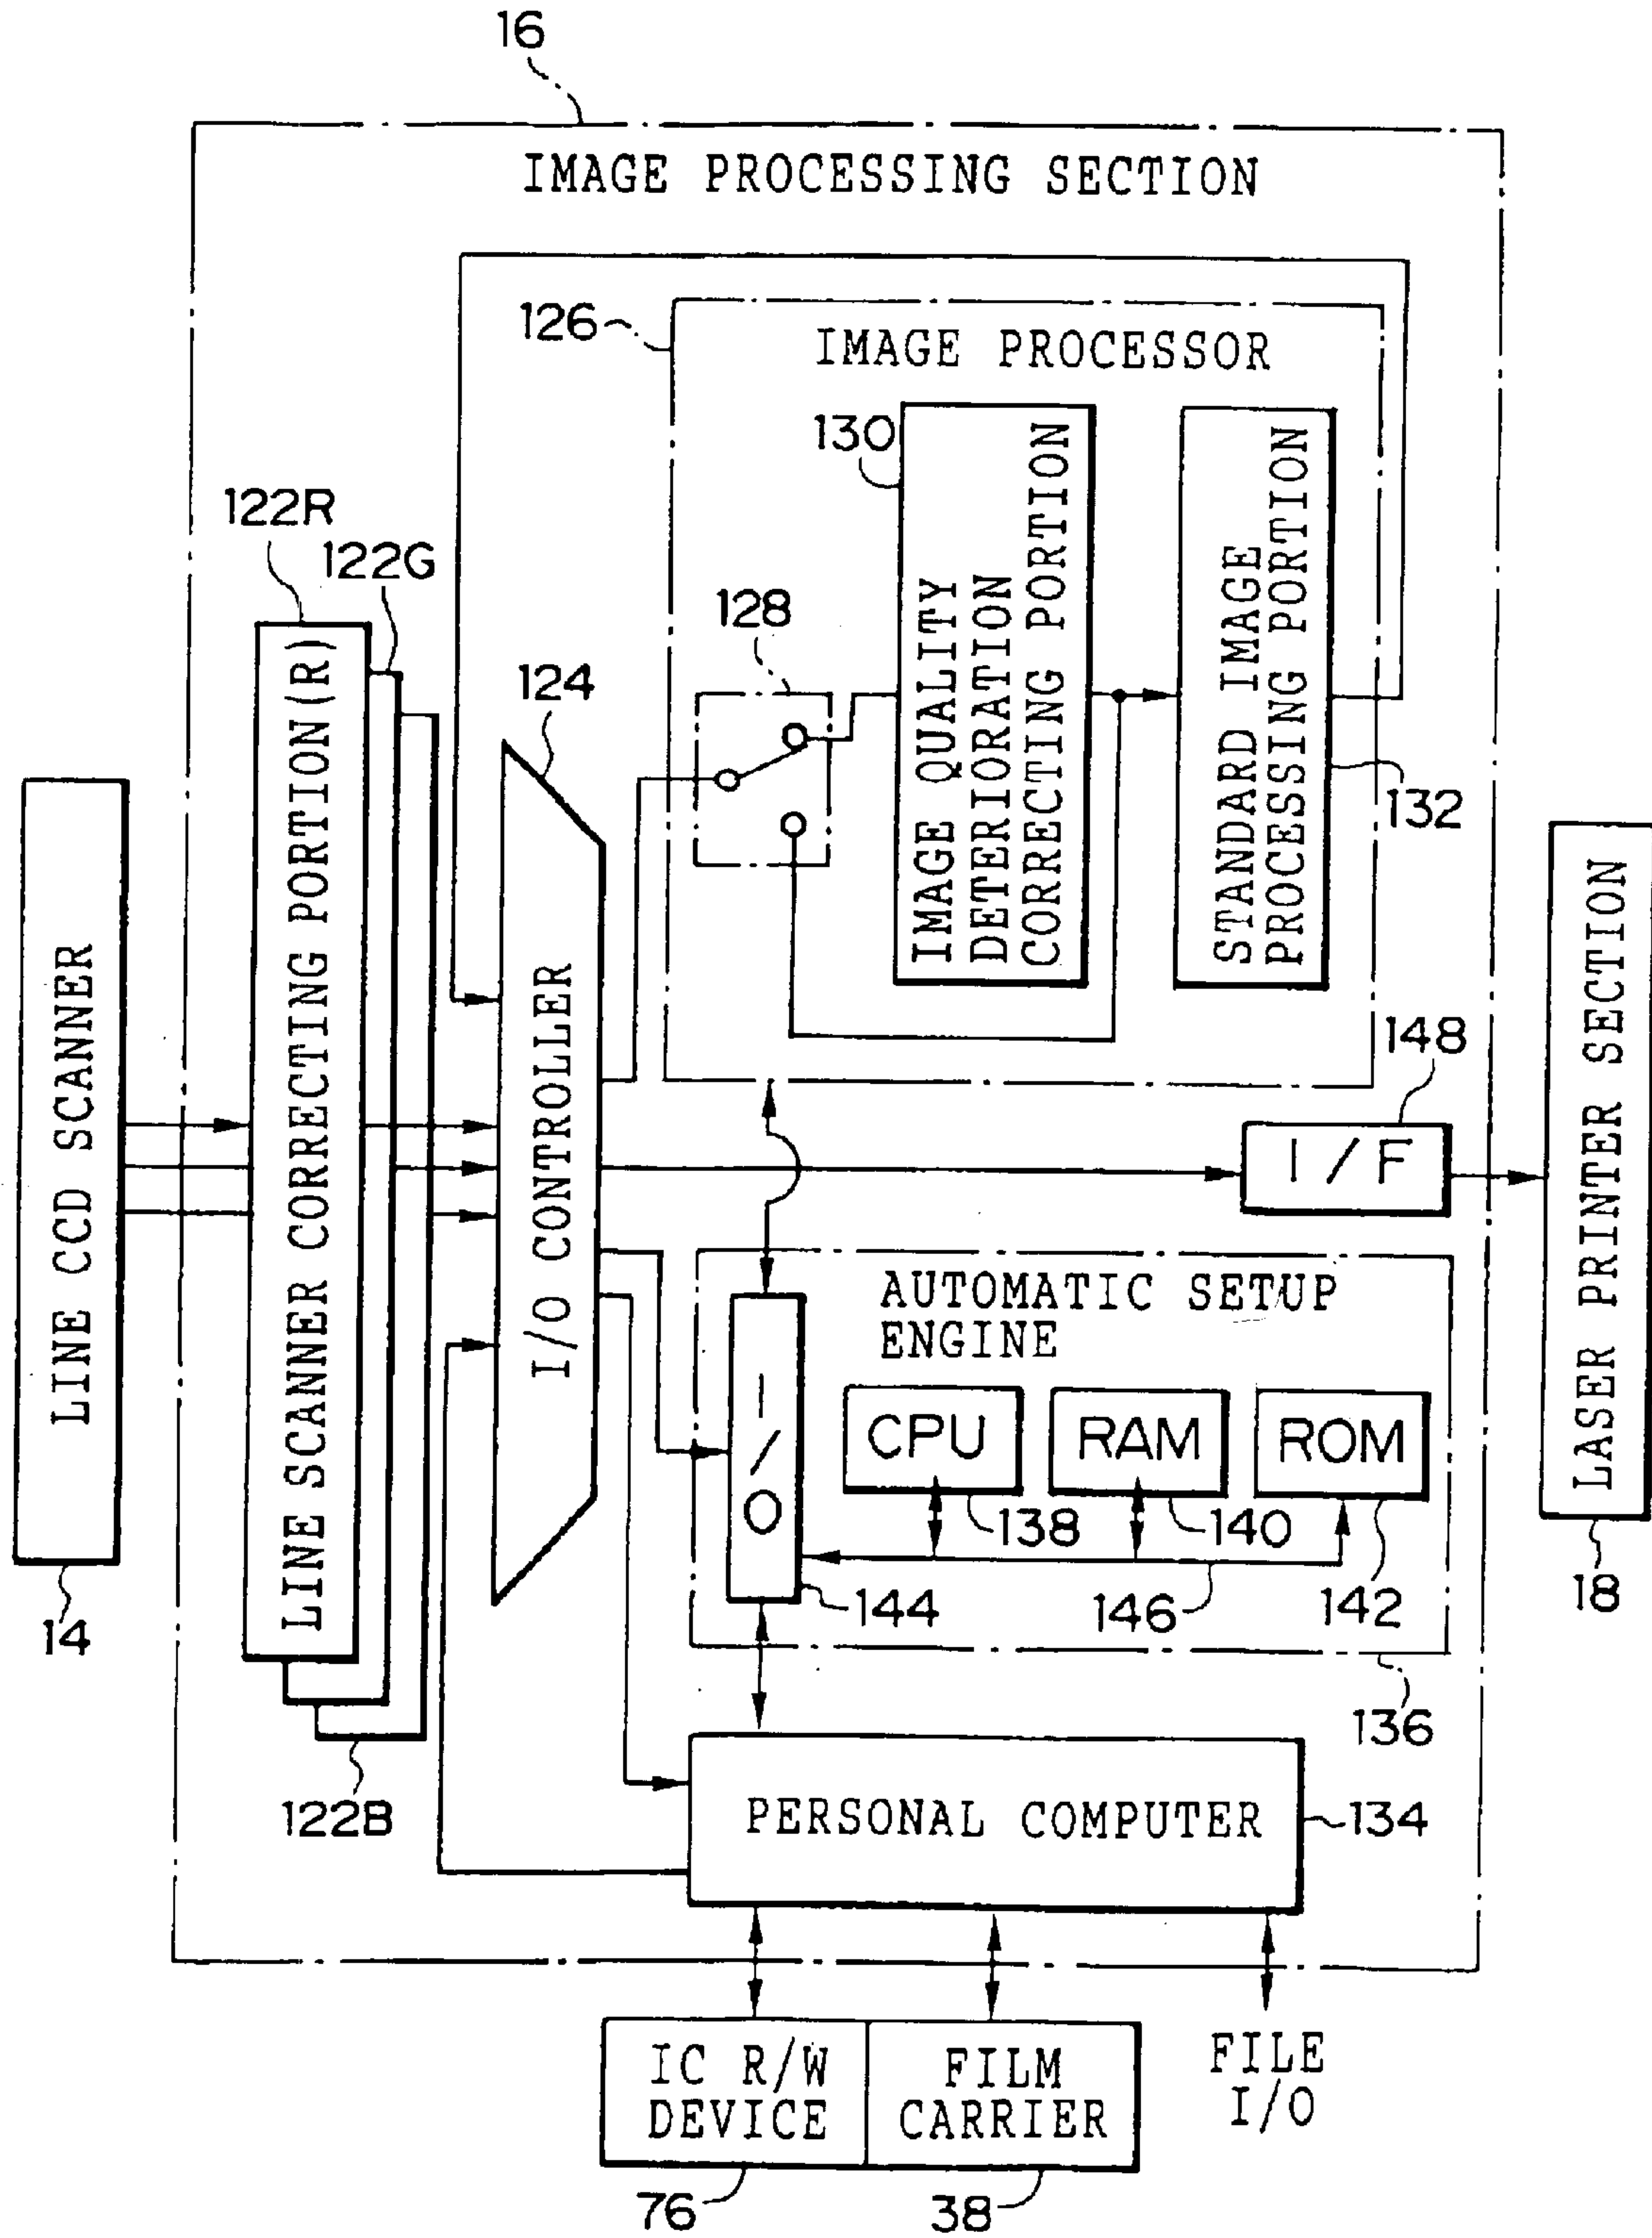 16
IMAGE PROCESSING SECTION
126
IMAGE PROCESSOR
130
IMAGE QUALITY
DETERIORATION
CORRECTING PORTION
STANDARD IMAGE
PROCESSING PORTION
132
128
122R
122G
124
LINE CCD SCANNER
14
LINE SCANNER CORRECTING PORTION(R)
122B
I/O CONTROLLER
148
I/F
LASER PRINTER SECTION
18
AUTOMATIC SETUP
ENGINE
I/O
CPU
RAM
ROM
138
140
142
144
146
136
PERSONAL COMPUTER
134
IC R/W
DEVICE
FILM
CARRIER
FILE
I/O
76
38